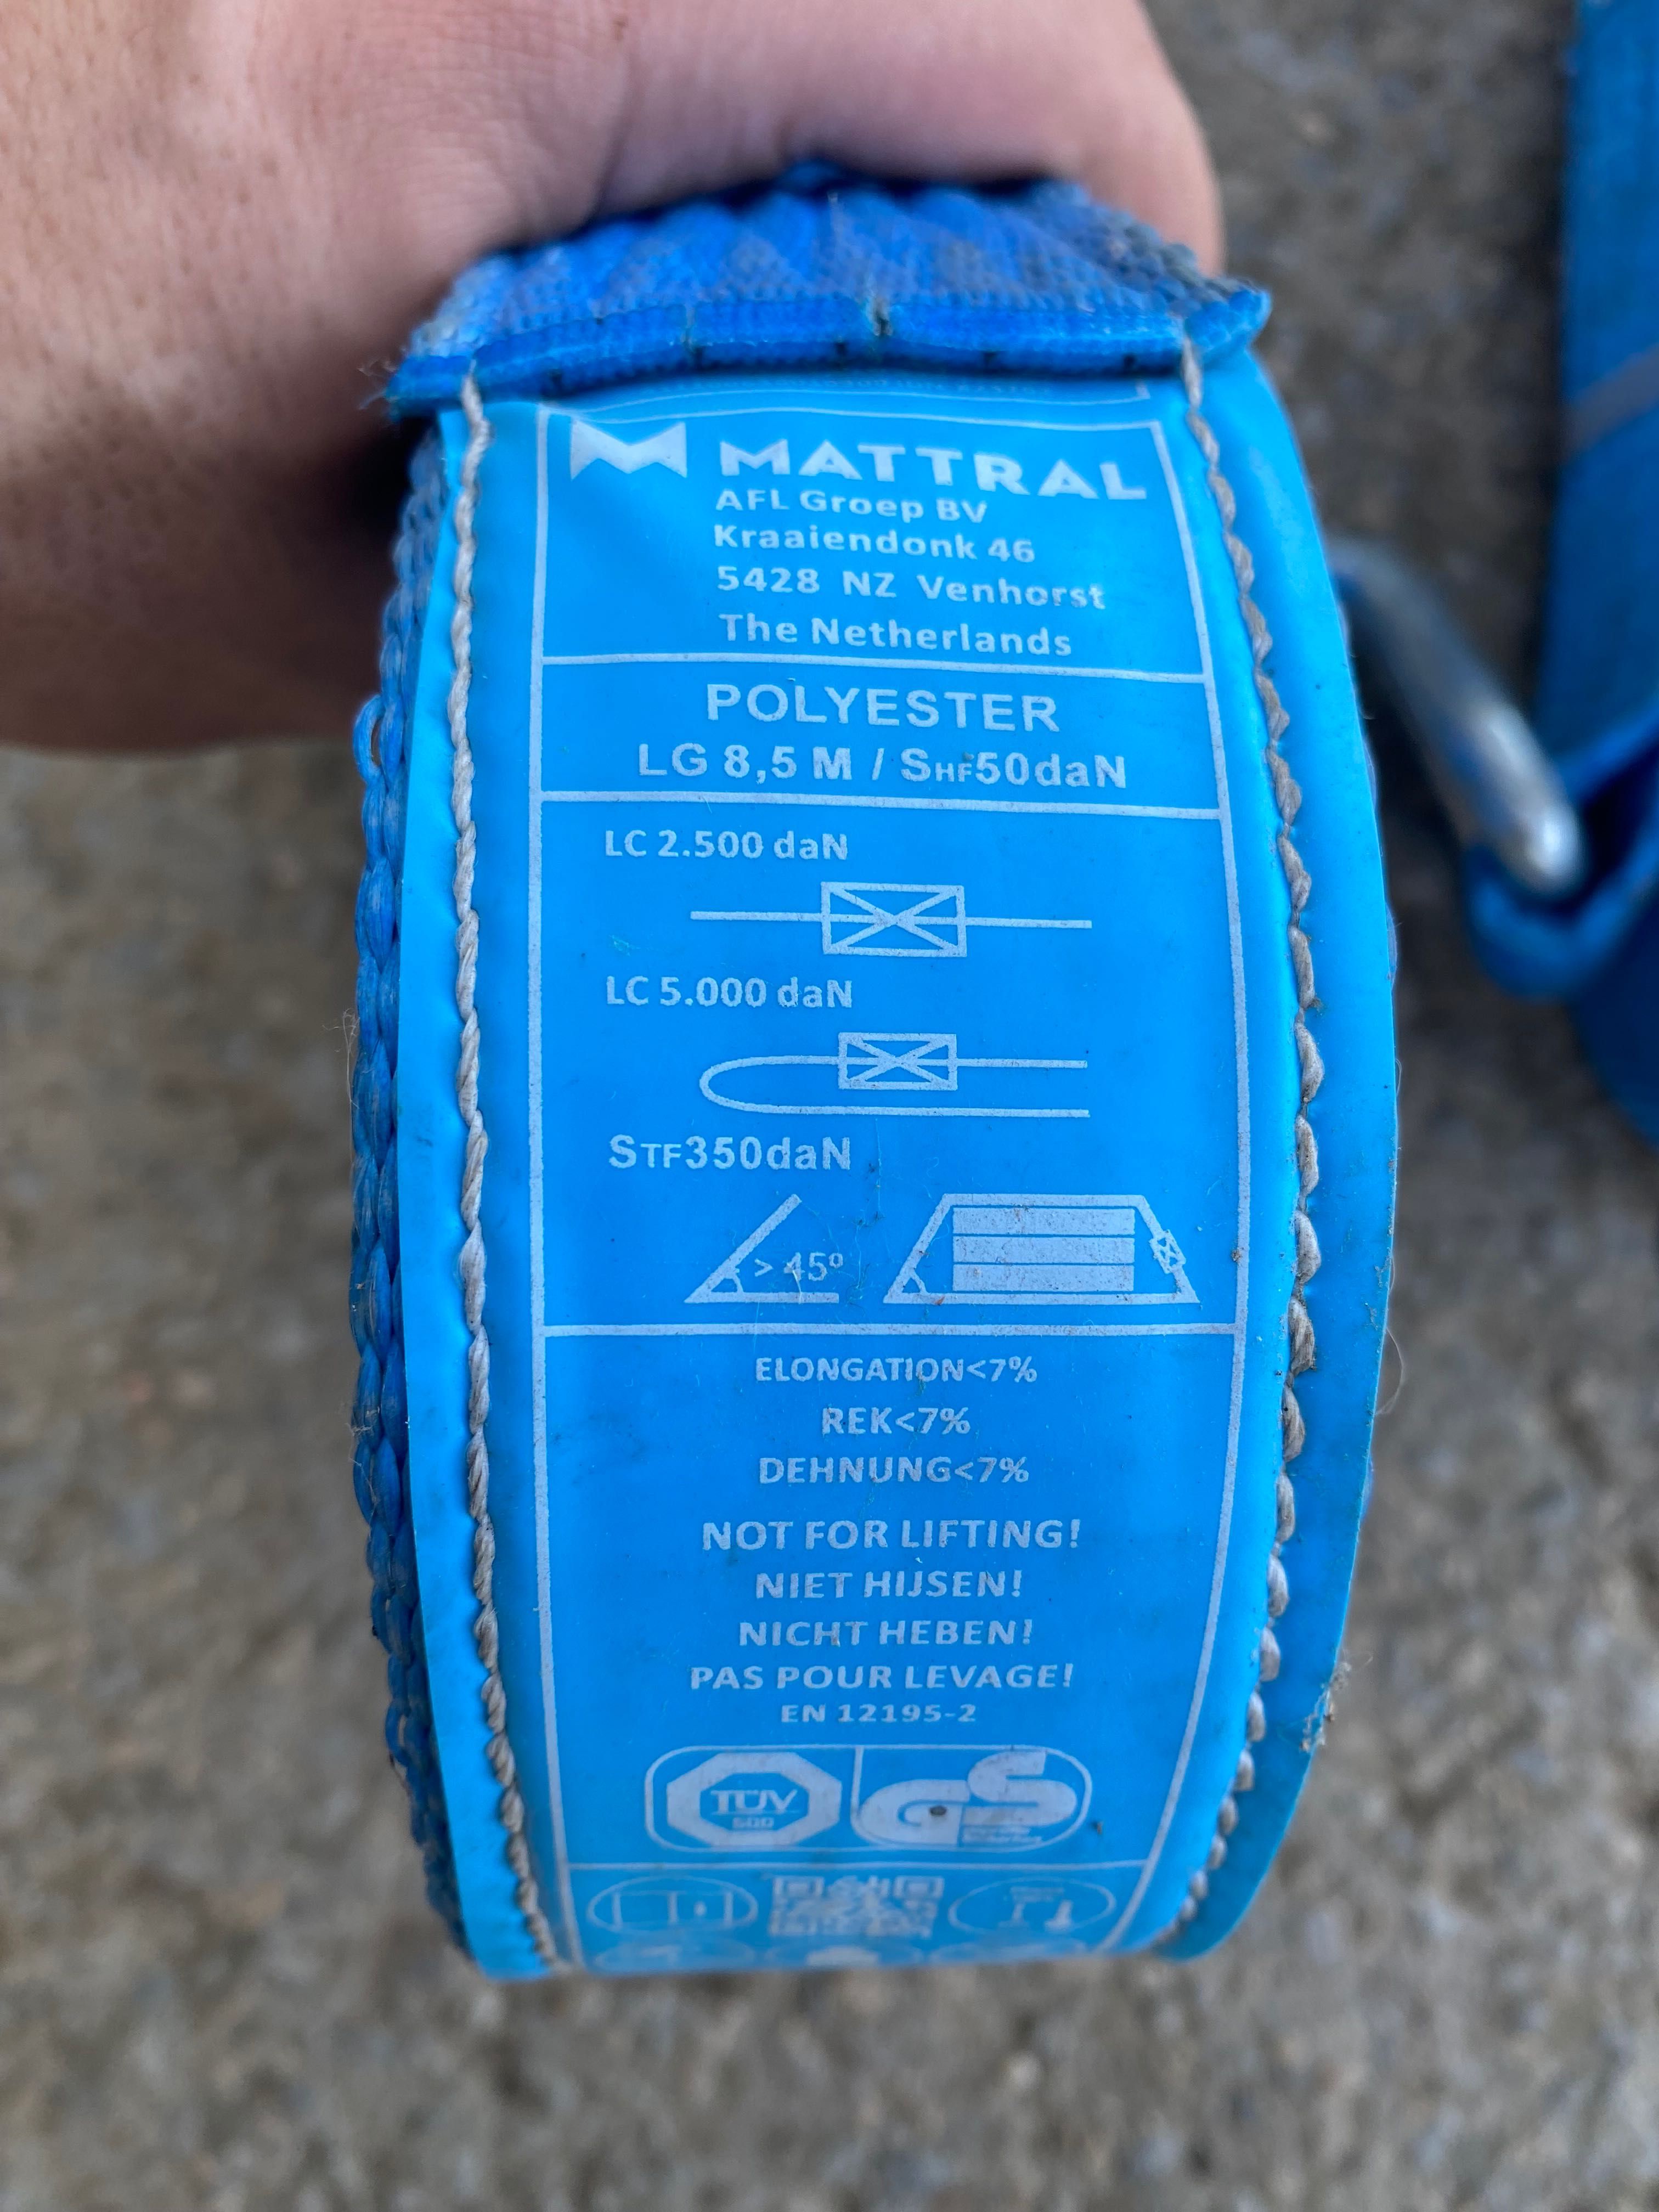 MATTRAL
AFL Groep BV
Kraaiendonk 46
5428 NZ Venhorst
The Netherlands
POLYESTER
LG 8,5 M / SHF50daN
LC 2.500 daN
LC 5.000 daN
STF350daN
> 45º
ELONGATION<7%
REK<7%
DEHNUNG<7%
NOT FOR LIFTING!
NIET HIJSEN!
NICHT HEBEN!
PAS POUR LEVAGE!
EN 12195-2
TÜV
GS